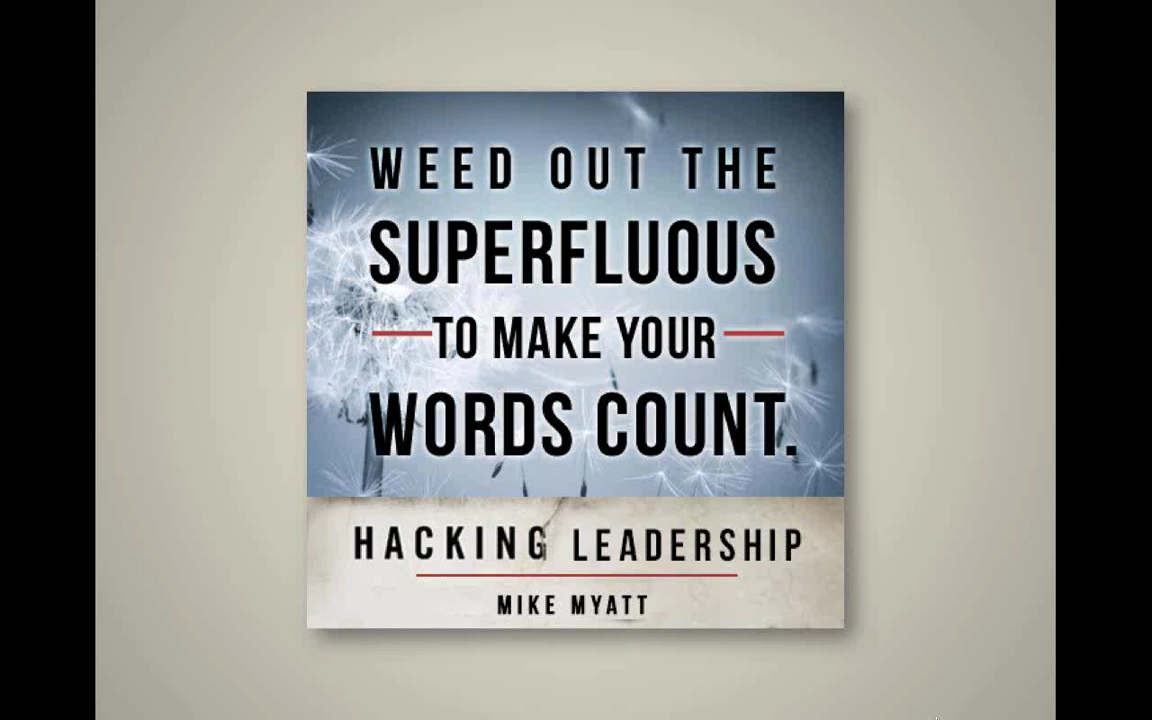 WEED OUT THE
SUPERFLUOUS
TO MAKE YOUR
WORDS COUNT.
HACKING LEADERSHIP
MIKE MYATT